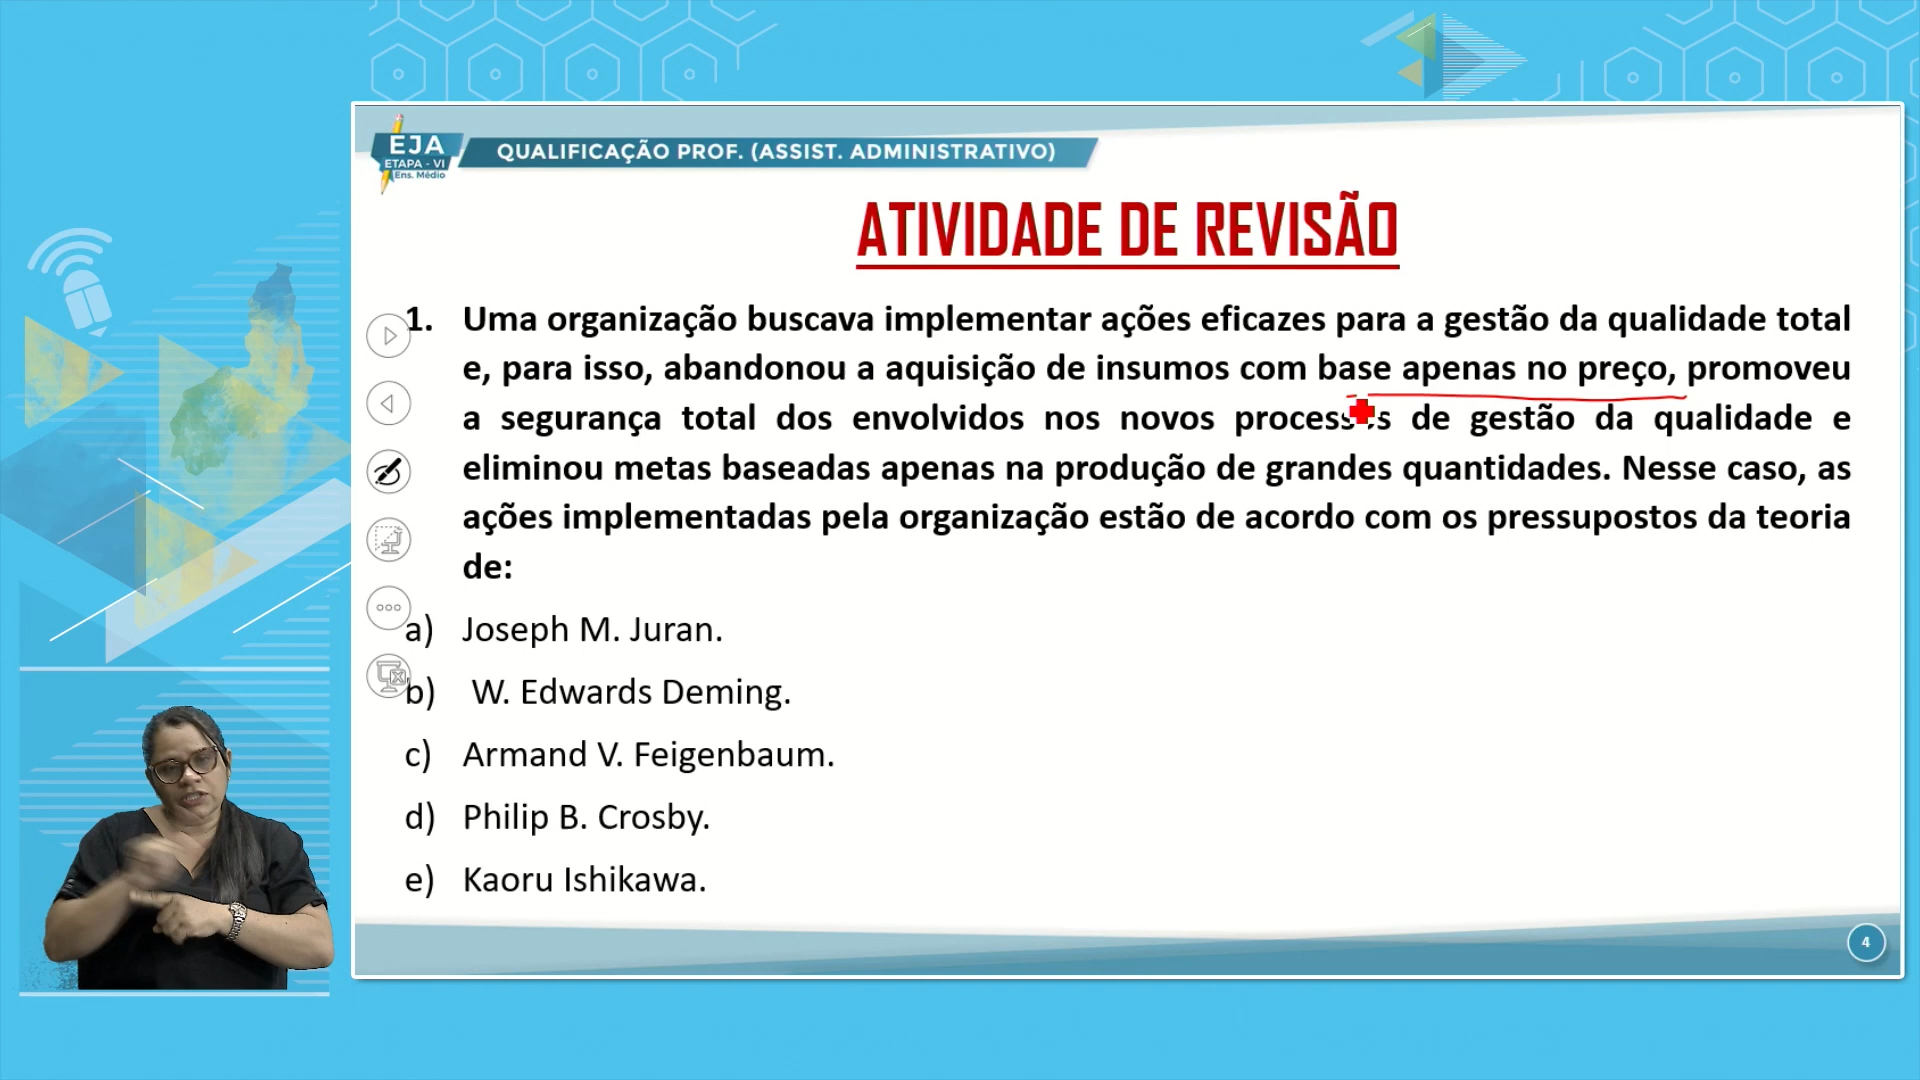 EJA
ETAPA - VI
Ens. Médio
QUALIFICAÇÃO PROF. (ASSIST. ADMINISTRATIVO)
ATIVIDADE DE REVISÃO
1. Uma organização buscava implementar ações eficazes para a gestão da qualidade total
e, para isso, abandonou a aquisição de insumos com base apenas no preço, promoveu
a segurança total dos envolvidos nos novos processos de gestão da qualidade e
eliminou metas baseadas apenas na produção de grandes quantidades. Nesse caso, as
ações implementadas pela organização estão de acordo com os pressupostos da teoria
de:
a) Joseph M. Juran.
b) W. Edwards Deming.
c) Armand V. Feigenbaum.
d) Philip B. Crosby.
e) Kaoru Ishikawa.
4